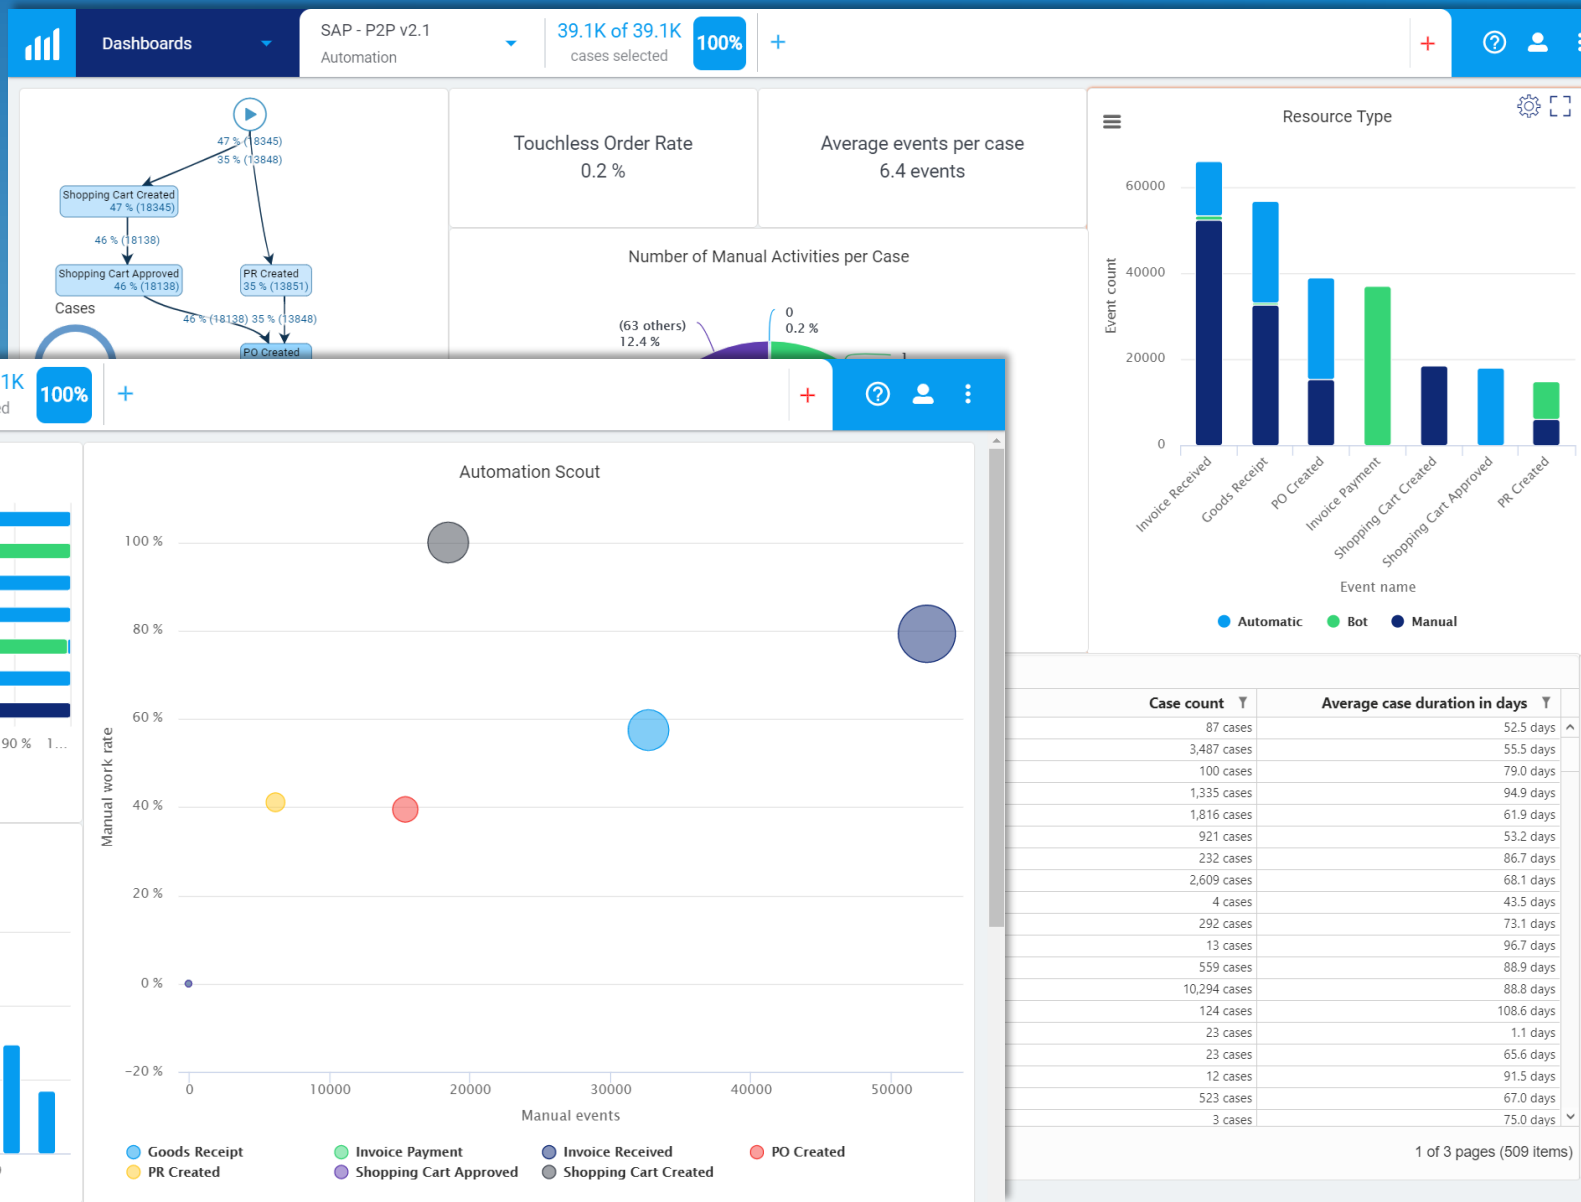 Dashboards
SAP - P2P v2.1
Automation
39.1K of 39.1K
cases selected
100%
47 % (18345)
35 % (13848)
Shopping Cart Created
47 % (18345)
46 % (18138)
Shopping Cart Approved
46 % (18138)
PR Created
35 % (13851)
Cases
46 % (18138) 35 % (13848)
PO Created
Touchless Order Rate
0.2 %
Average events per case
6.4 events
Number of Manual Activities per Case
(63 others)
12.4 %
0
0.2 %
1
Resource Type
Event count
60000
40000
20000
0
Invoice Received
Goods Receipt
PO Created
Invoice Payment
Shopping Cart Created
Shopping Cart Approved
PR Created
Event name
Automatic
Bot
Manual
1K
100%
90 %
1...
Automation Scout
Manual work rate
100 %
80 %
60 %
40 %
20 %
0 %
-20 %
0
10000
20000
30000
40000
50000
Manual events
Goods Receipt
Invoice Payment
Invoice Received
PO Created
PR Created
Shopping Cart Approved
Shopping Cart Created
Case count Average case duration in days
87 cases 52.5 days
3,487 cases 55.5 days
100 cases 79.0 days
1,335 cases 94.9 days
1,816 cases 61.9 days
921 cases 53.2 days
232 cases 86.7 days
2,609 cases 68.1 days
4 cases 43.5 days
292 cases 73.1 days
13 cases 96.7 days
559 cases 88.9 days
10,294 cases 88.8 days
124 cases 108.6 days
23 cases 1.1 days
23 cases 65.6 days
12 cases 91.5 days
523 cases 67.0 days
3 cases 75.0 days
1 of 3 pages (509 items)